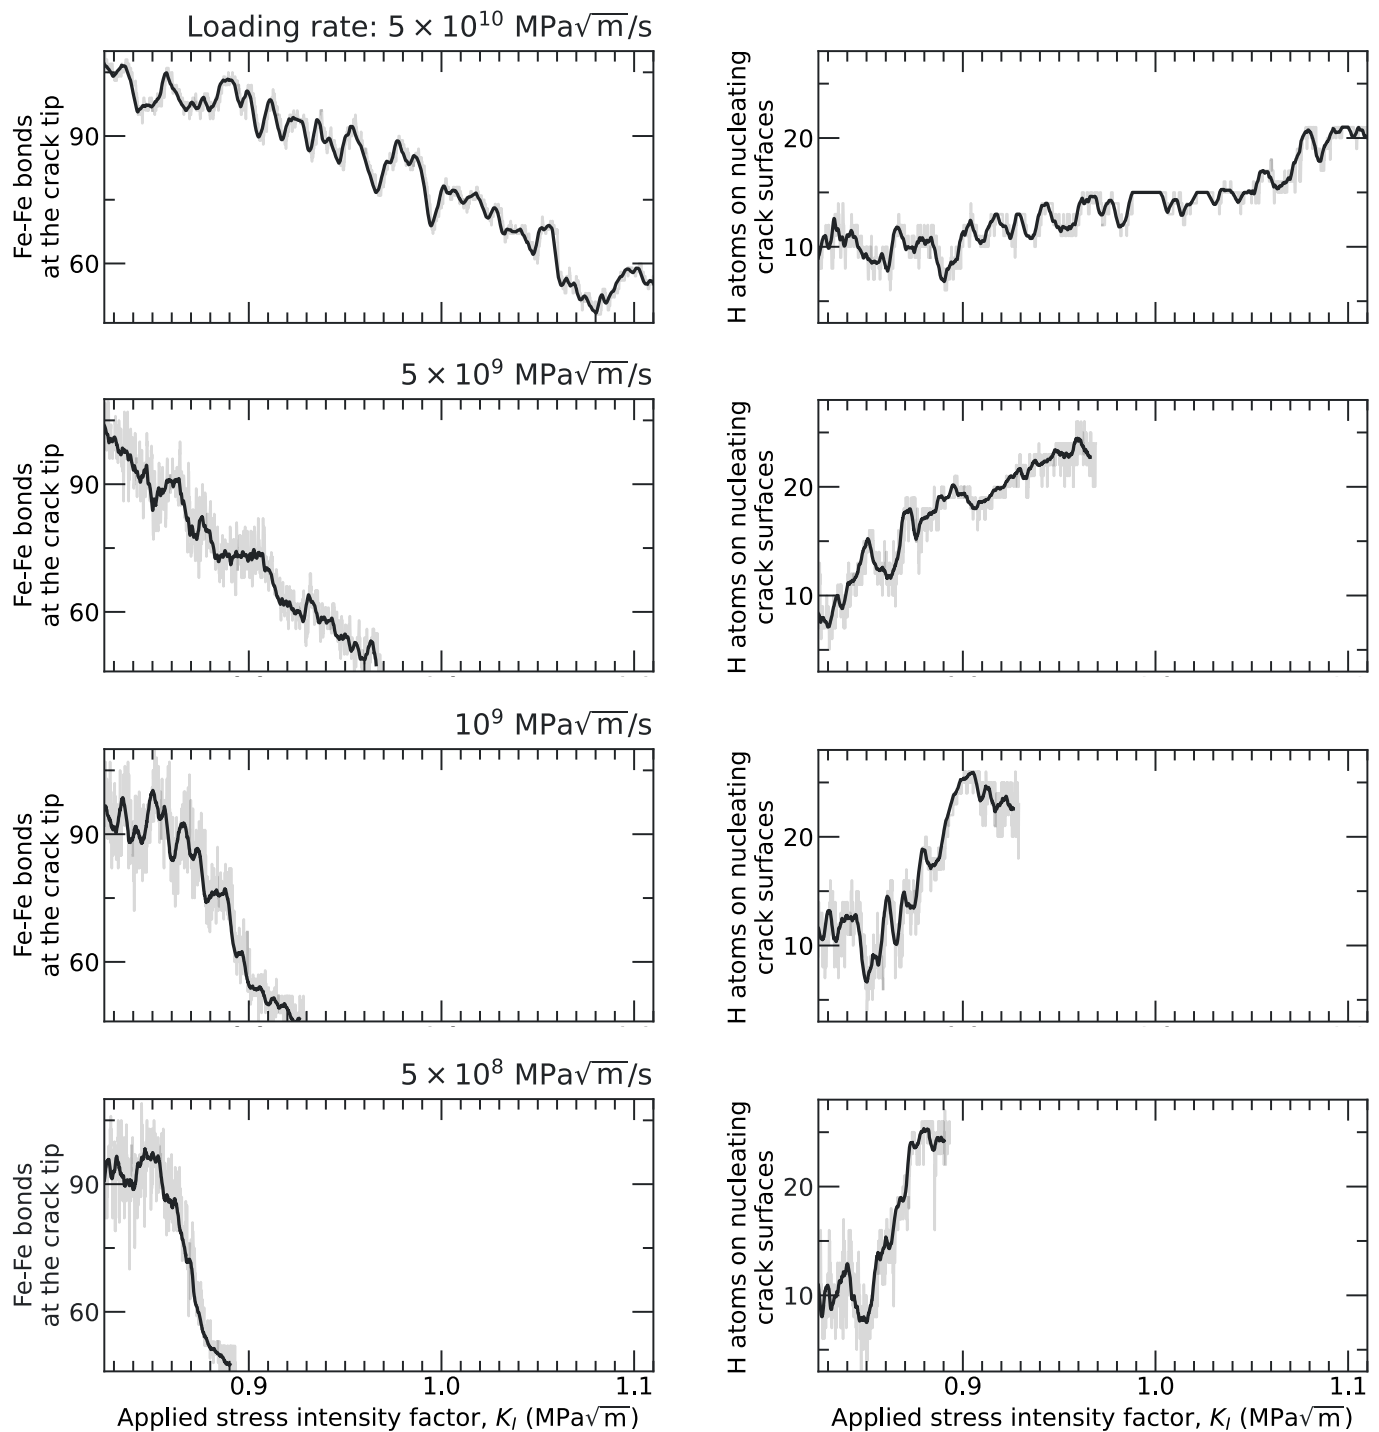 Loading rate: 5 × 10¹⁰ MPa√m/s
Fe-Fe bonds
at the crack tip
90
60
H atoms on nucleating
crack surfaces
20
10
5 × 10⁹ MPa√m/s
Fe-Fe bonds
at the crack tip
90
60
H atoms on nucleating
crack surfaces
20
10
10⁹ MPa√m/s
Fe-Fe bonds
at the crack tip
90
60
H atoms on nucleating
crack surfaces
20
10
5 × 10⁸ MPa√m/s
Fe-Fe bonds
at the crack tip
90
60
H atoms on nucleating
crack surfaces
20
10
0.9 1.0 1.1
Applied stress intensity factor, K_I (MPa√m)
0.9 1.0 1.1
Applied stress intensity factor, K_I (MPa√m)